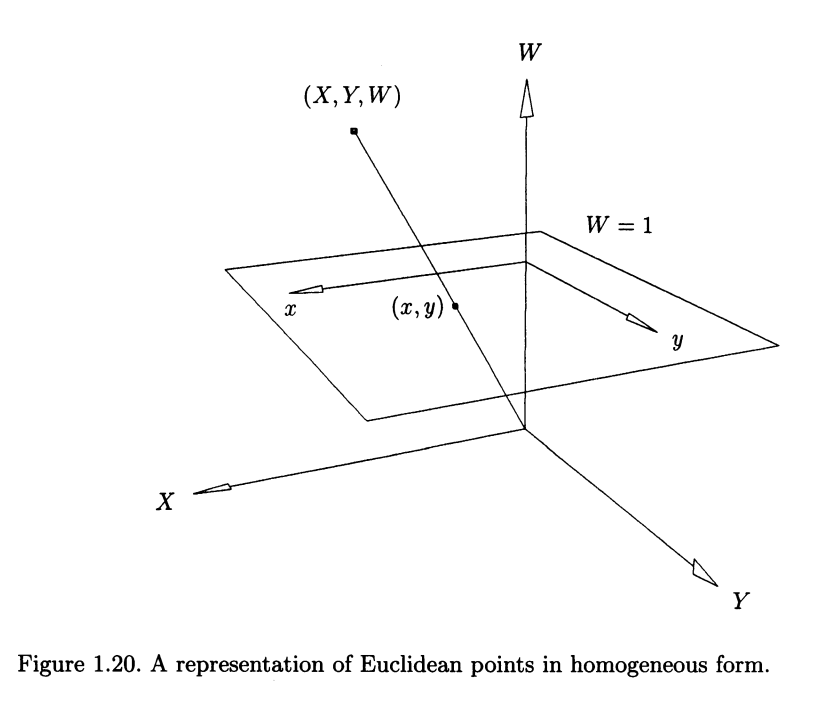 W
(X, Y, W)
W = 1
x
(x, y)
y
X
Y
Figure 1.20. A representation of Euclidean points in homogeneous form.